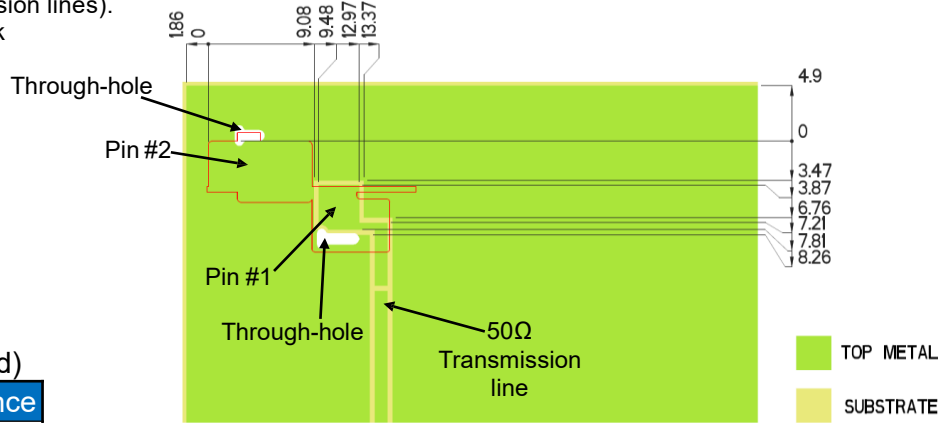 sion lines).
k
186
0
9.08
9.48
12.97
13.37
Through-hole
Pin #2
4.9
0
3.47
3.87
6.76
7.21
7.81
8.26
Pin #1
Through-hole
50Ω
Transmission
line
TOP METAL
SUBSTRATE
d)
nce